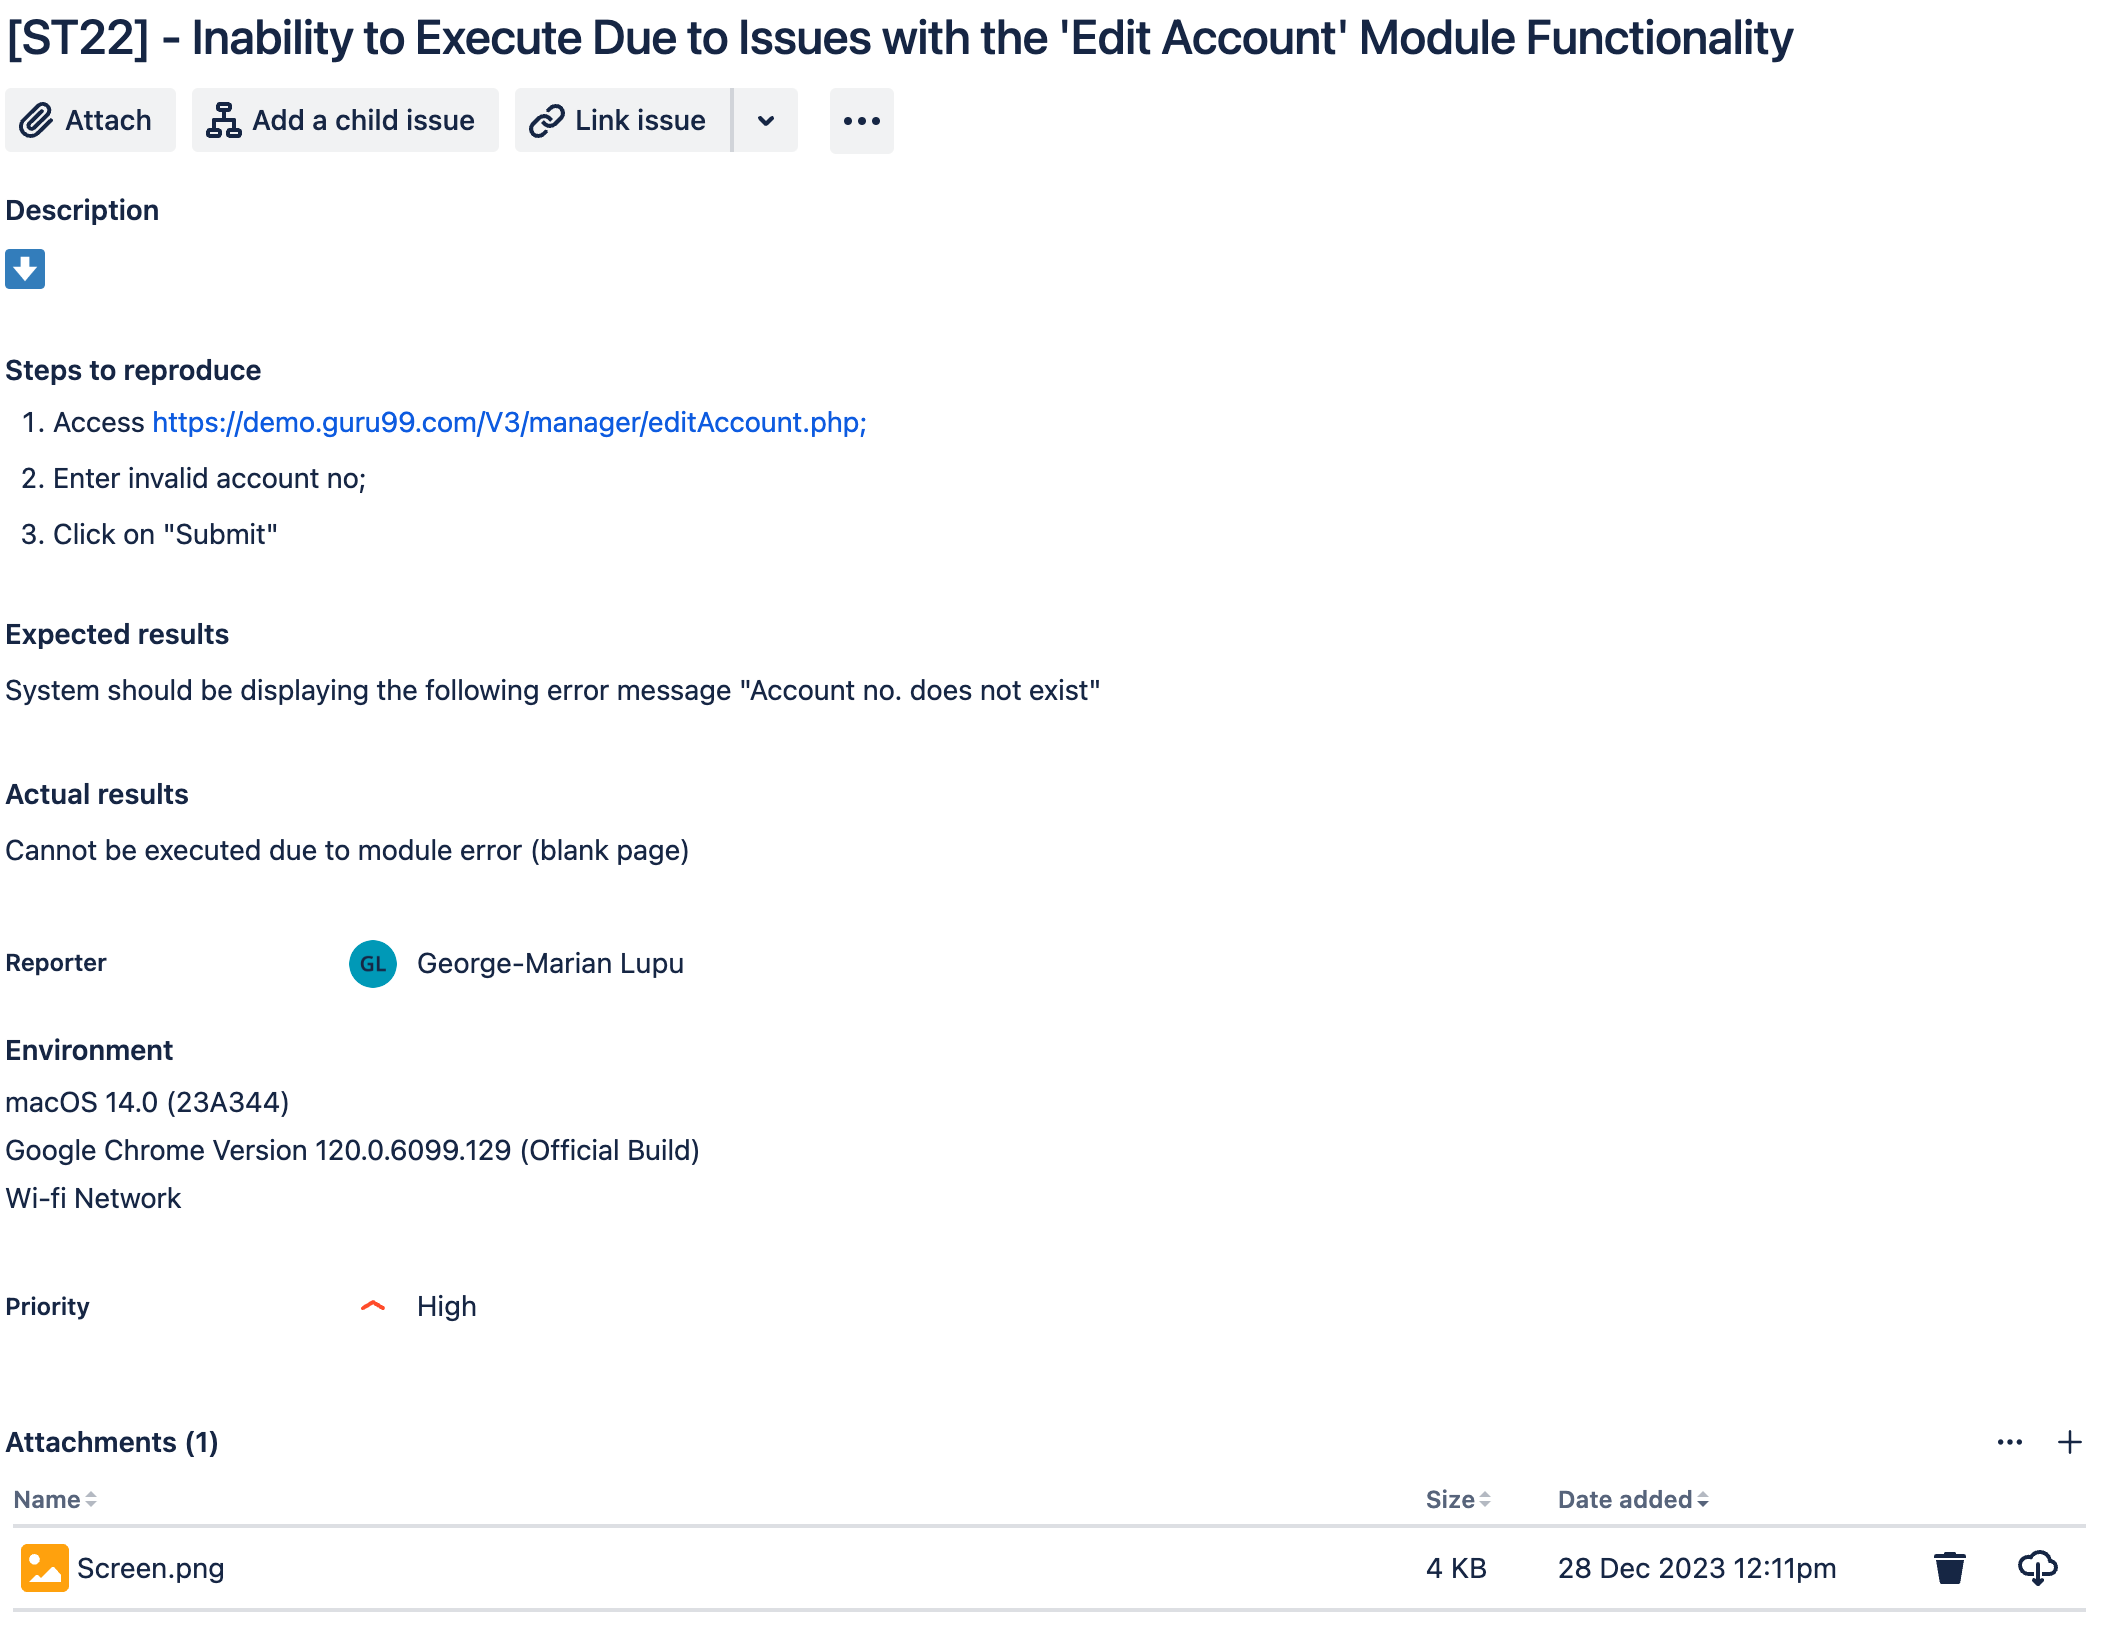 [ST22] - Inability to Execute Due to Issues with the 'Edit Account' Module Functionality
Attach
Add a child issue
Link issue
Description
Steps to reproduce
1. Access https://demo.guru99.com/V3/manager/editAccount.php;
2. Enter invalid account no;
3. Click on "Submit"
Expected results
System should be displaying the following error message "Account no. does not exist"
Actual results
Cannot be executed due to module error (blank page)
Reporter GL George-Marian Lupu
Environment
macOS 14.0 (23A344)
Google Chrome Version 120.0.6099.129 (Official Build)
Wi-fi Network
Priority High
Attachments (1)
Name Size Date added
Screen.png 4 KB 28 Dec 2023 12:11pm